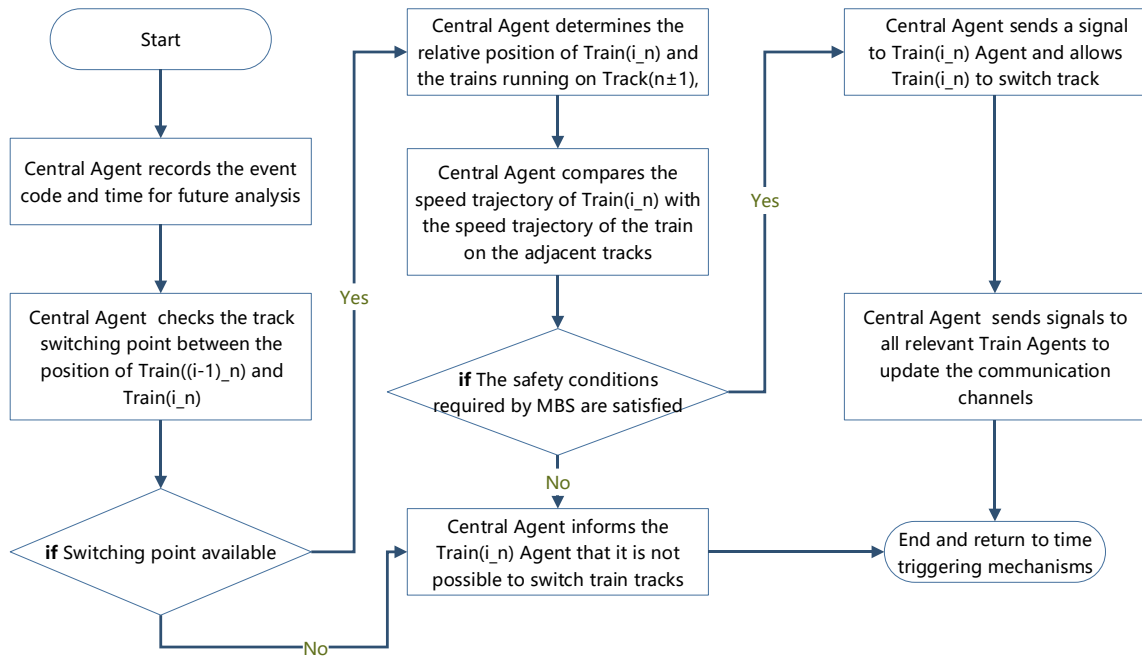 Start
Central Agent records the event
code and time for future analysis
Central Agent  checks the track
switching point between the
position of Train((i-1)_n) and
Train(i_n)
if Switching point available
Yes
No
Central Agent determines the
relative position of Train(i_n) and
the trains running on Track(n±1),
Central Agent compares the
speed trajectory of Train(i_n) with
the speed trajectory of the train
on the adjacent tracks
if The safety conditions
required by MBS are satisfied
Yes
No
Central Agent informs the
Train(i_n) Agent that it is not
possible to switch train tracks
Central Agent sends a signal
to Train(i_n) Agent and allows
Train(i_n) to switch track
Central Agent  sends signals to
all relevant Train Agents to
update the communication
channels
End and return to time
triggering mechanisms